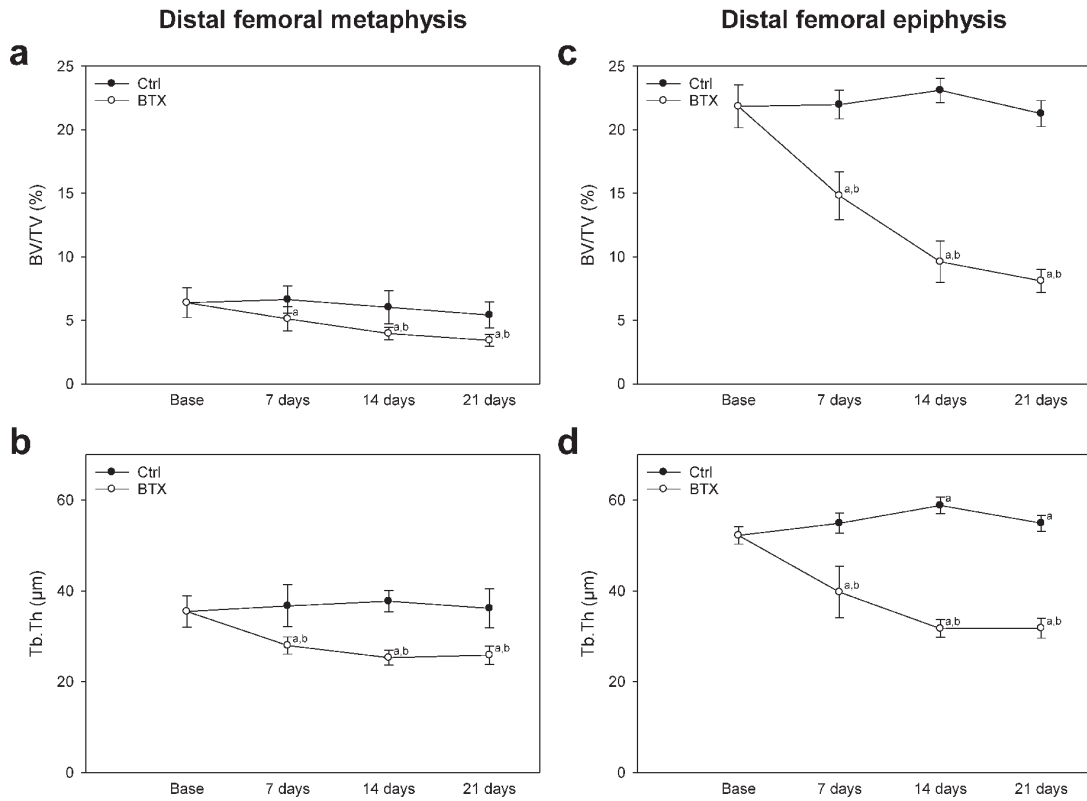 Distal femoral metaphysis
Distal femoral epiphysis
a
25
20
15
10
5
0
BV/TV (%)
Ctrl
BTX
a
a,b
a,b
Base 7 days 14 days 21 days
c
25
20
15
10
5
0
BV/TV (%)
Ctrl
BTX
a,b
a,b
a,b
Base 7 days 14 days 21 days
b
60
40
20
0
Tb.Th (µm)
Ctrl
BTX
a,b
a,b
a,b
Base 7 days 14 days 21 days
d
60
40
20
0
Tb.Th (µm)
Ctrl
BTX
a
a
a,b
a,b
a,b
Base 7 days 14 days 21 days